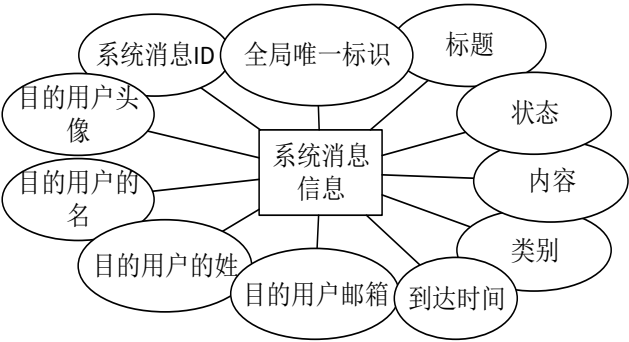 系统消息ID
全局唯一标识
标题
目的用户头
像
状态
系统消息
信息
目的用户的
名
内容
目的用户的姓
类别
目的用户邮箱
到达时间